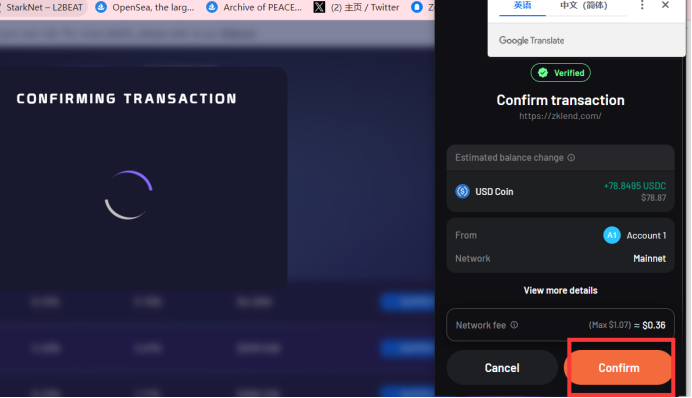 StarkNet – L2BEAT
OpenSea, the larg...
Archive of PEACE...
(2) 主页 / Twitter
英语
中文（简体）
Google Translate
Verified
CONFIRMING TRANSACTION
Confirm transaction
https://zklend.com/
Estimated balance change
USD Coin
+78.8495 USDC
$78.87
From
A1 Account 1
Network
Mainnet
View more details
Network fee
(Max $1.07) ≈ $0.36
Cancel
Confirm